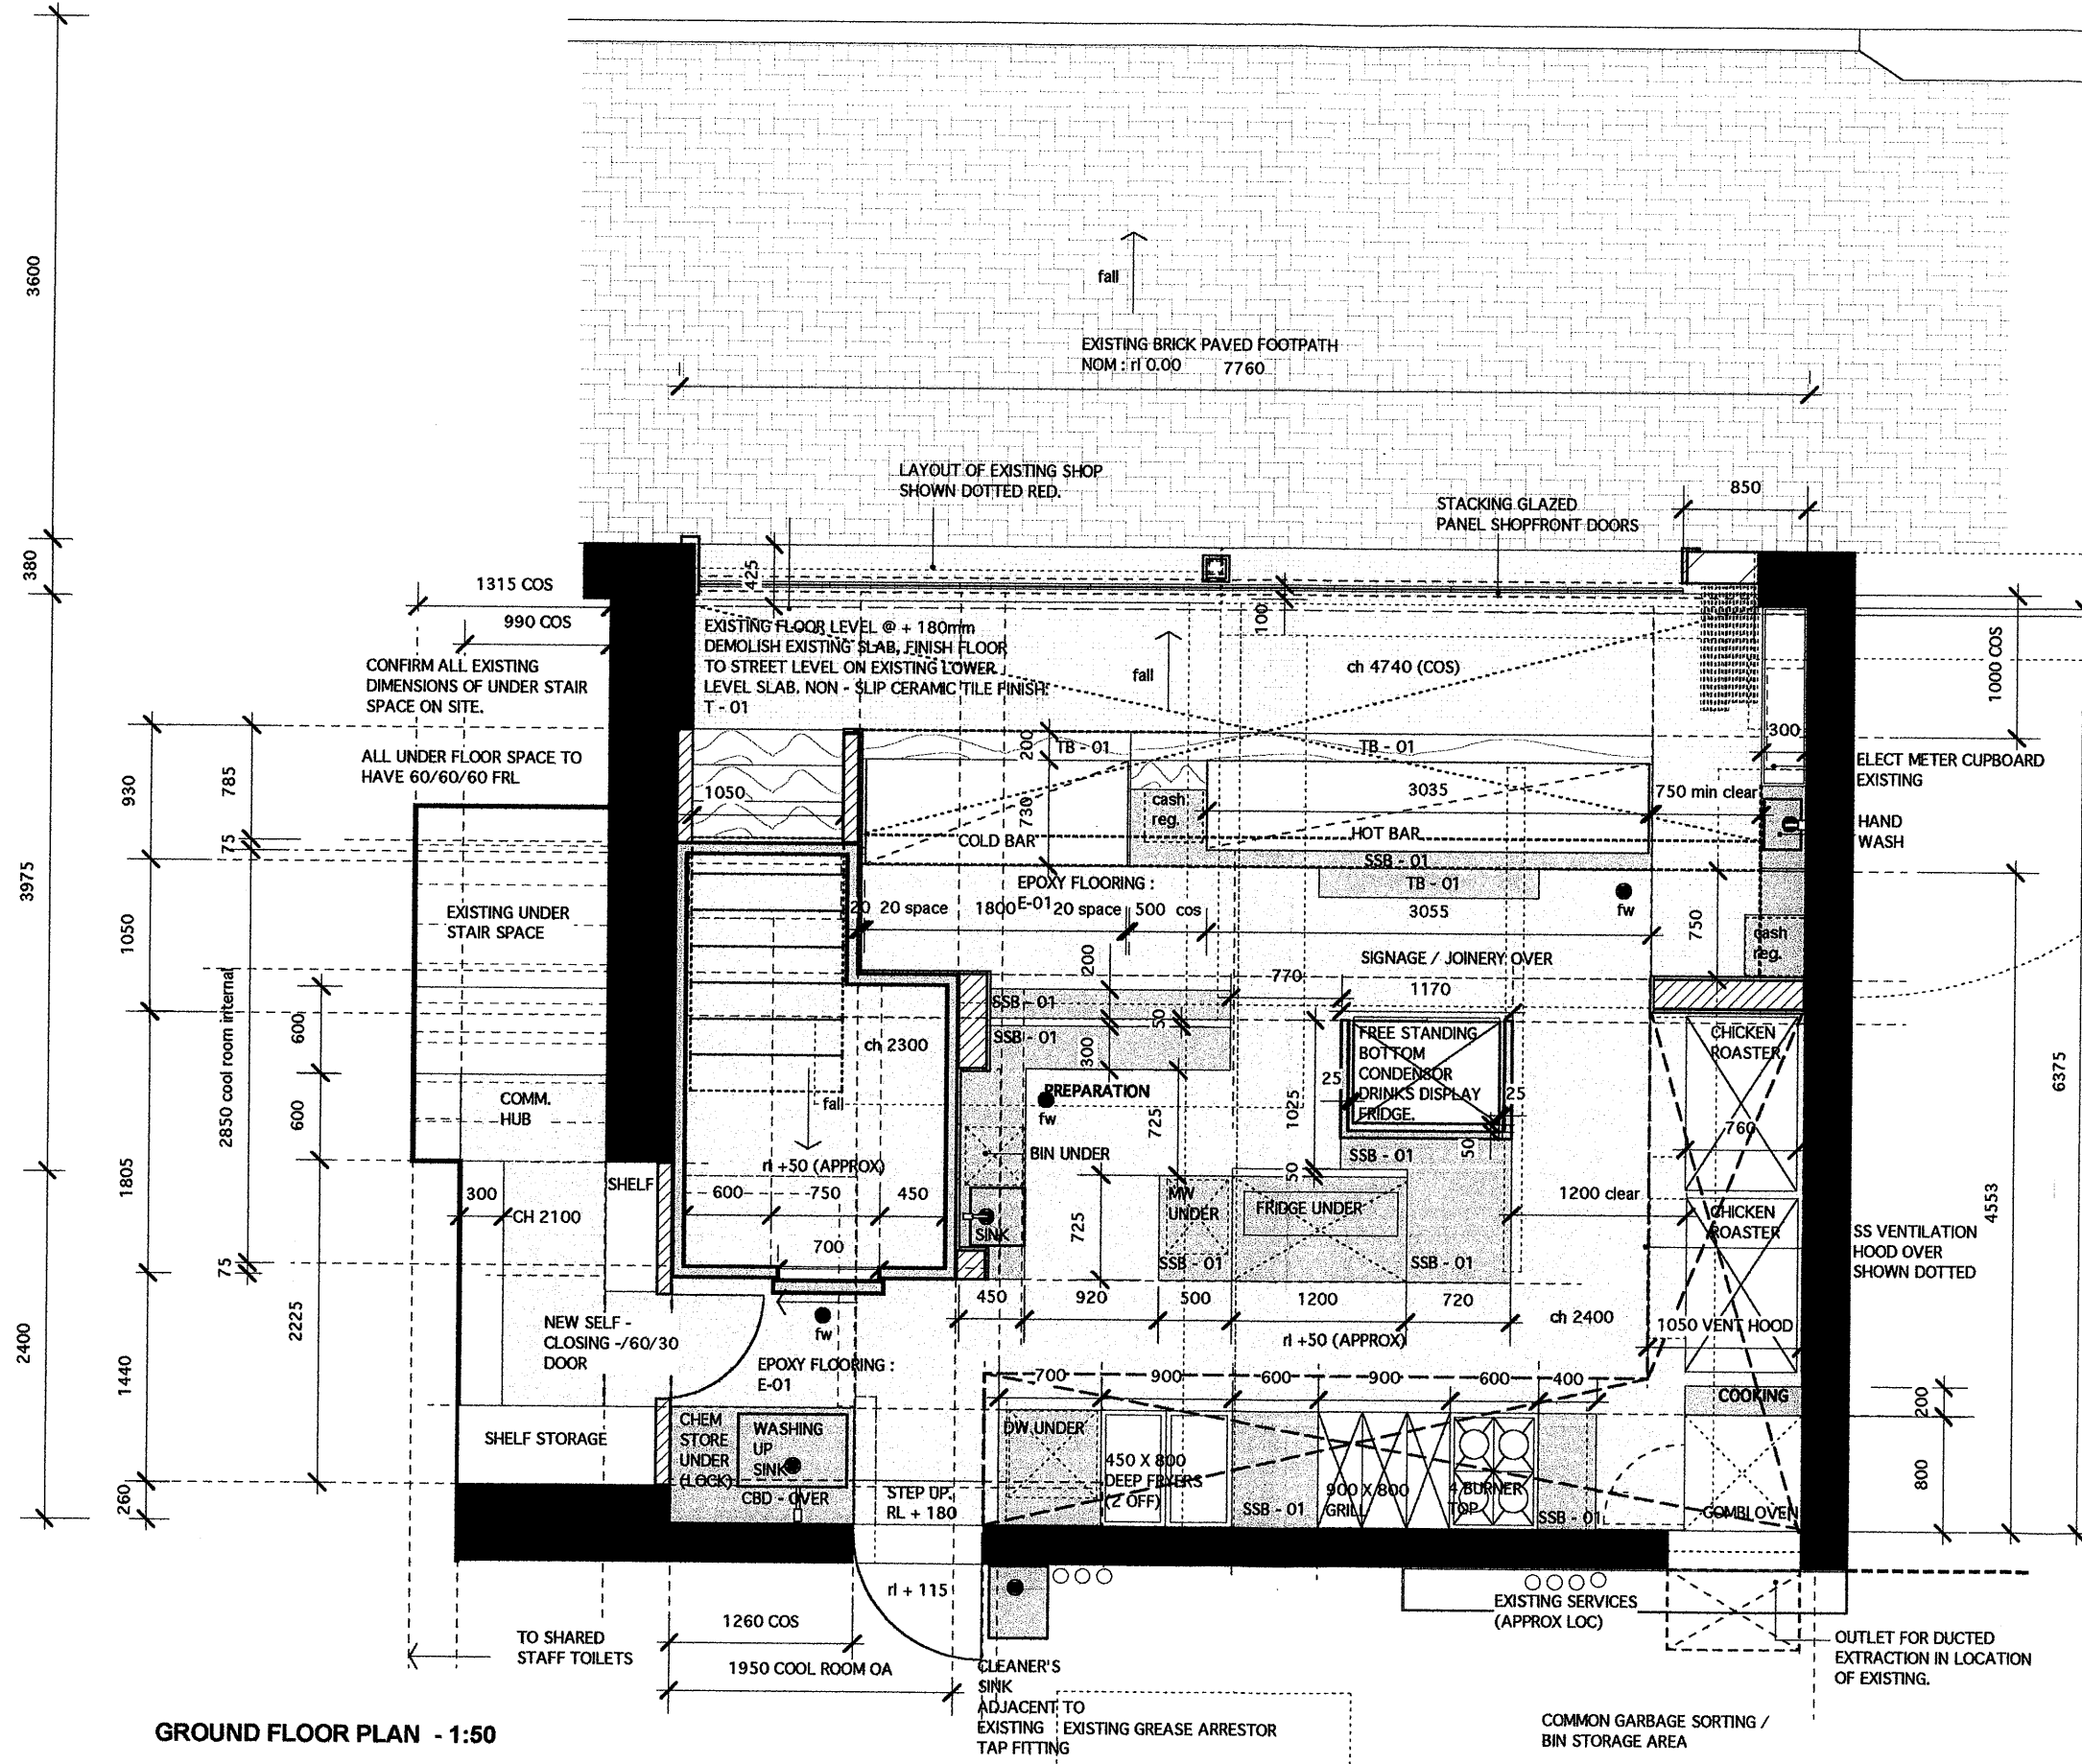 3600
fall
EXISTING BRICK PAVED FOOTPATH
NOM : rl 0.00 7760
LAYOUT OF EXISTING SHOP
SHOWN DOTTED RED.
STACKING GLAZED
PANEL SHOPFRONT DOORS
850
380
425
1315 COS
990 COS
100
EXISTING FLOOR LEVEL @ + 180mm
DEMOLISH EXISTING SLAB, FINISH FLOOR
TO STREET LEVEL ON EXISTING LOWER
LEVEL SLAB. NON - SLIP CERAMIC TILE FINISH:
T - 01
fall
ch 4740 (COS)
1000 COS
CONFIRM ALL EXISTING
DIMENSIONS OF UNDER STAIR
SPACE ON SITE.
ALL UNDER FLOOR SPACE TO
HAVE 60/60/60 FRL
300
ELECT METER CUPBOARD
EXISTING
930
785
75
200
TB - 01
TB - 01
1050
730
cash
reg.
3035
750 min clear
COLD BAR
HOT BAR
HAND
WASH
SSB - 01
TB - 01
3975
1050
EXISTING UNDER
STAIR SPACE
EPOXY FLOORING :
E-01
20 20 space 1800 20 space 500 cos
3055
fw
750
cash
reg.
2850 cool room internal
600
600
SIGNAGE / JOINERY OVER
200
770
1170
SSB - 01
SSB - 01
50
300
ch 2300
FREE STANDING
BOTTOM
CONDENSOR
DRINKS DISPLAY
FRIDGE.
CHICKEN
ROASTER
6375
COMM.
HUB
fall
PREPARATION
fw
725
1025
25
25
760
50
1805
BIN UNDER
SSB - 01
50
rl +50 (APPROX)
SHELF
300
CH 2100
600 750 450
SINK
725
MW
UNDER
FRIDGE UNDER
1200 clear
CHICKEN
ROASTER
4553
SS VENTILATION
HOOD OVER
SHOWN DOTTED
700
75
SSB - 01
SSB - 01
450 920 500 1200 720
ch 2400
1050 VENT HOOD
rl +50 (APPROX)
2400
2225
1440
260
NEW SELF -
CLOSING -/60/30
DOOR
fw
EPOXY FLOORING :
E-01
700 900 600 900 600 400
COOKING
200
800
SHELF STORAGE
CHEM
STORE
UNDER
(LOCK)
WASHING
UP
SINK
CBD - OVER
STEP UP.
RL + 180
DW UNDER
450 X 800
DEEP FRYERS
(2 OFF)
SSB - 01
900 X 800
GRILL
4 BURNER
TOP
SSB - 01
COMBI OVEN
rl + 115
EXISTING SERVICES
(APPROX LOC)
1260 COS
1950 COOL ROOM OA
TO SHARED
STAFF TOILETS
CLEANER'S
SINK
ADJACENT TO
EXISTING
TAP FITTING
EXISTING GREASE ARRESTOR
OUTLET FOR DUCTED
EXTRACTION IN LOCATION
OF EXISTING.
COMMON GARBAGE SORTING /
BIN STORAGE AREA
GROUND FLOOR PLAN - 1:50